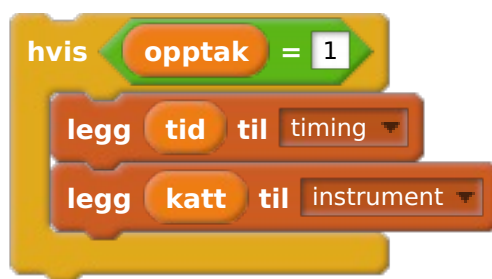 hvis opptak = 1
legg tid til timing
legg katt til instrument